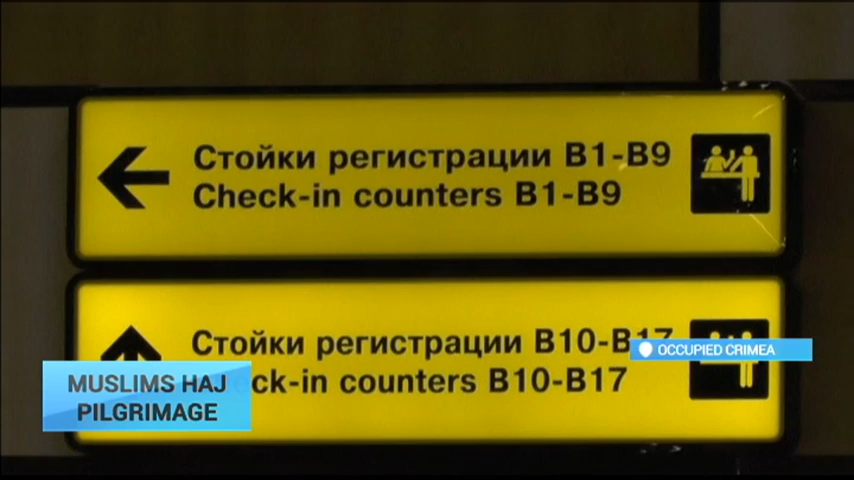 Стойки регистрации B1-B9
Check-in counters B1-B9
Стойки регистрации B10-B17
ck-in counters B10-B17
OCCUPIED CRIMEA
MUSLIMS HAJ
PILGRIMAGE